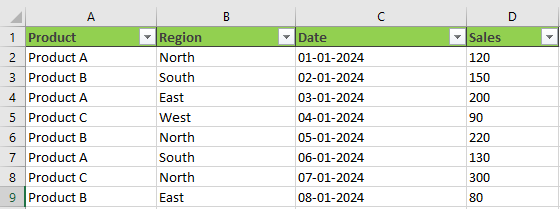 A B C D
1 Product Region Date Sales
2 Product A North 01-01-2024 120
3 Product B South 02-01-2024 150
4 Product A East 03-01-2024 200
5 Product C West 04-01-2024 90
6 Product B North 05-01-2024 220
7 Product A South 06-01-2024 130
8 Product C North 07-01-2024 300
9 Product B East 08-01-2024 80